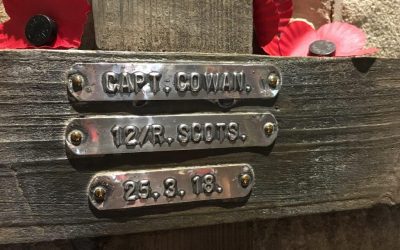 CAPT. COWAN.
12/R. SCOTS.
25. 3. 18.